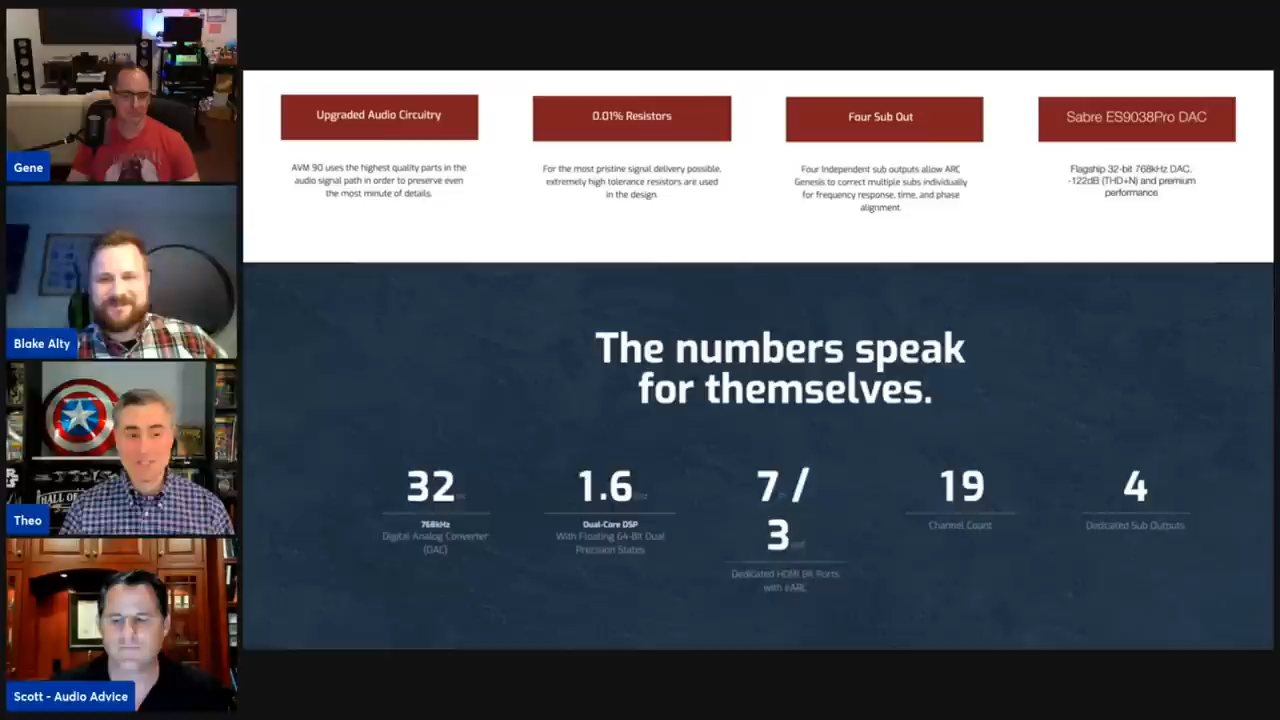 Gene
Blake Alty
Theo
HALL OF
Scott - Audio Advice
Upgraded Audio Circuitry
AVM 90 uses the highest quality parts in the
audio signal path in order to preserve even
the most minute of details.
0.01% Resistors
For the most pristine signal delivery possible,
extremely high tolerance resistors are used
in the design.
Four Sub Out
Four Independent sub outputs allow ARC
Genesis to correct multiple subs individually
for frequency response, time, and phase
alignment.
Sabre ES9038Pro DAC
Flagship 32-bit 768kHz DAC,
-122dB (THD+N) and premium
performance
The numbers speak
for themselves.
32
768kHz
Digital Analog Converter
(DAC)
1.6
Dual-Core DSP
With Floating 64-Bit Dual
Precision States
7 /
3
Dedicated HDMI 8K Ports
with eARC
19
Channel Count
4
Dedicated Sub Outputs